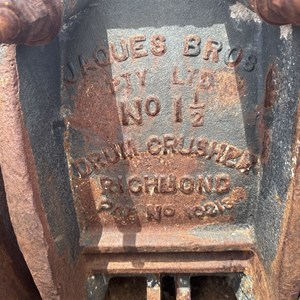 JAQUES BROS
PTY LTD
No 1½
DRUM CRUSHER
RICHMOND
PAT No